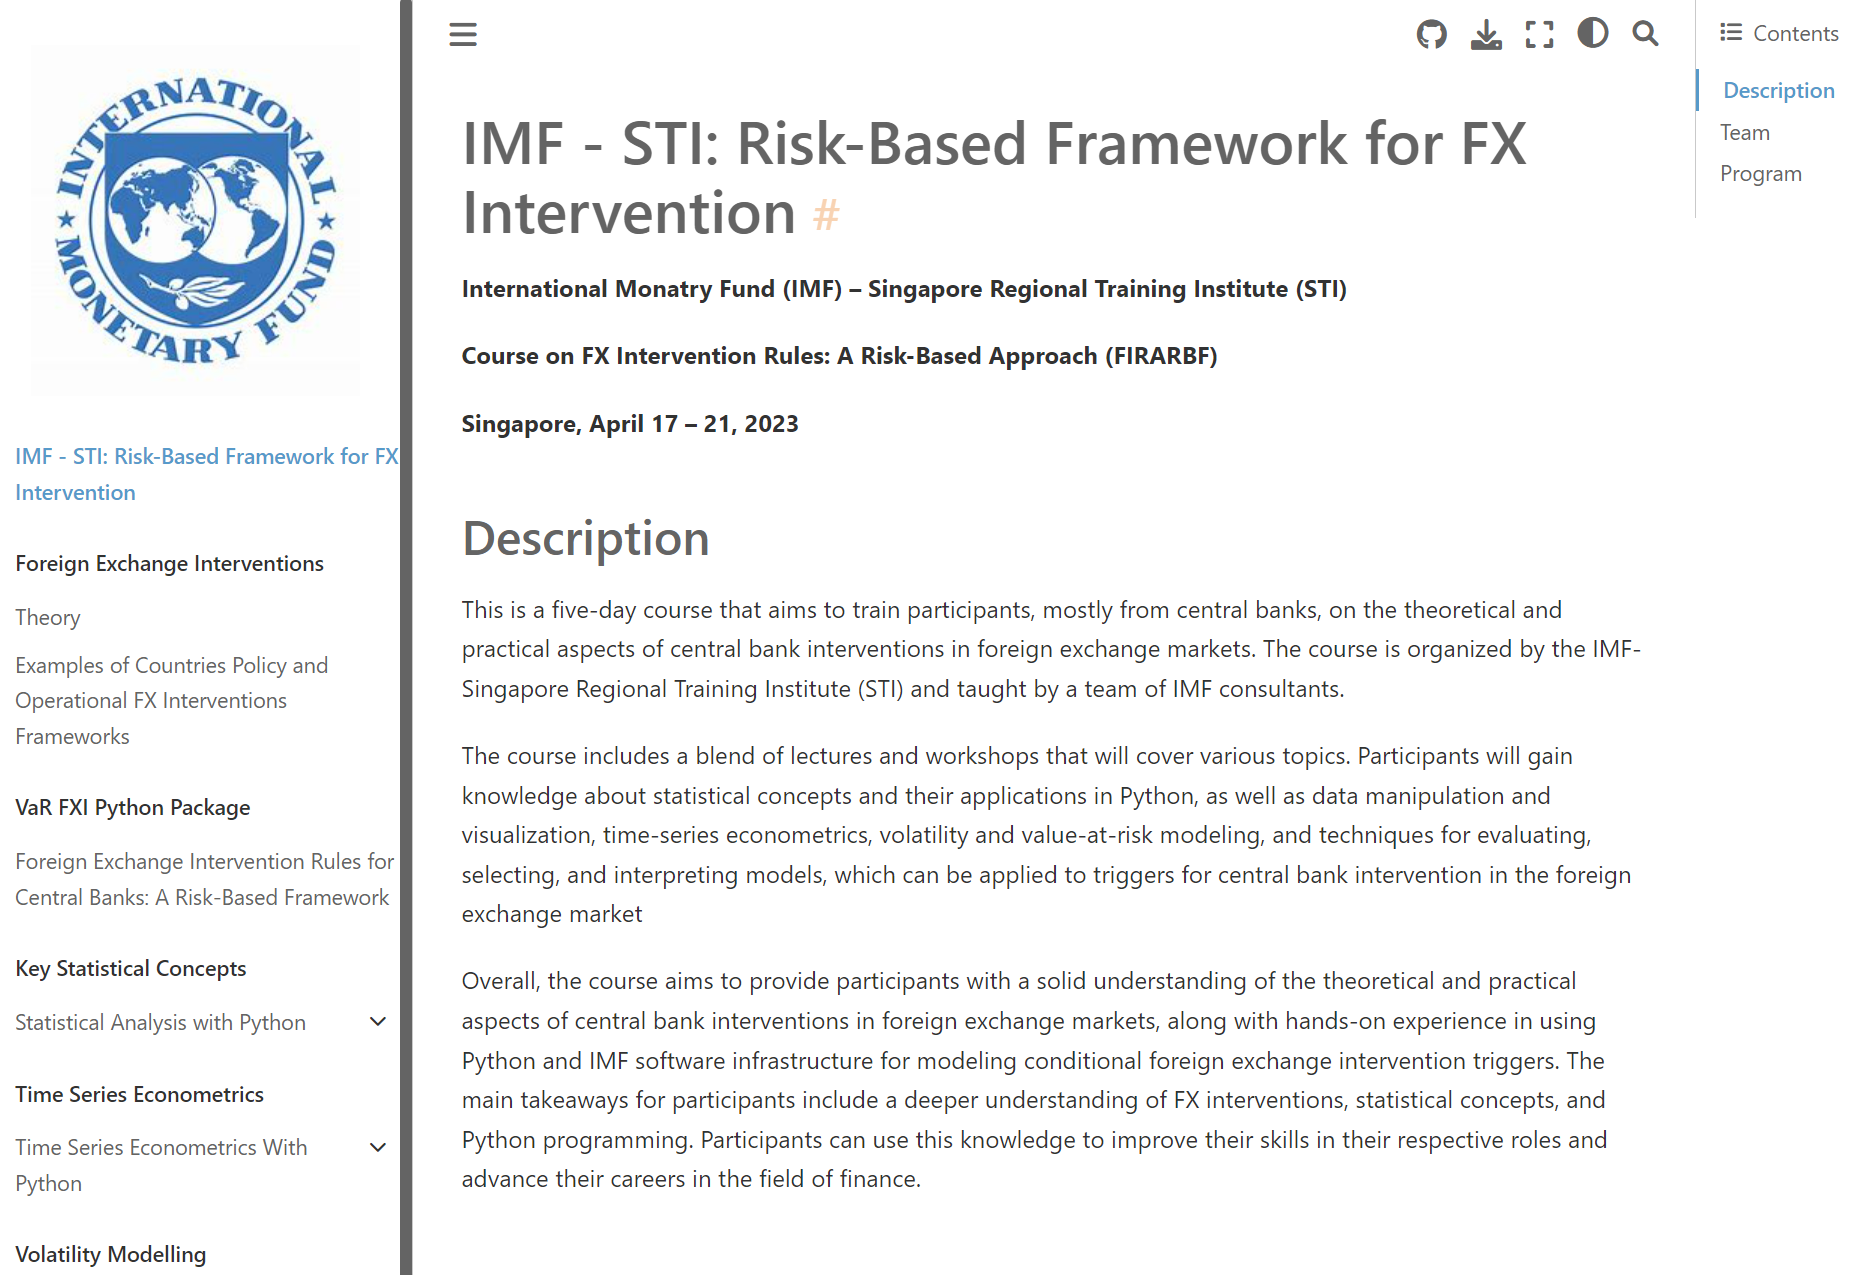 INTERNATIONAL
MONETARY FUND
IMF - STI: Risk-Based Framework for FX
Intervention
Foreign Exchange Interventions
Theory
Examples of Countries Policy and
Operational FX Interventions
Frameworks
VaR FXI Python Package
Foreign Exchange Intervention Rules for
Central Banks: A Risk-Based Framework
Key Statistical Concepts
Statistical Analysis with Python
Time Series Econometrics
Time Series Econometrics With
Python
Volatility Modelling
IMF - STI: Risk-Based Framework for FX
Intervention #
International Monatry Fund (IMF) – Singapore Regional Training Institute (STI)
Course on FX Intervention Rules: A Risk-Based Approach (FIRARBF)
Singapore, April 17 – 21, 2023
Description
This is a five-day course that aims to train participants, mostly from central banks, on the theoretical and
practical aspects of central bank interventions in foreign exchange markets. The course is organized by the IMF-
Singapore Regional Training Institute (STI) and taught by a team of IMF consultants.
The course includes a blend of lectures and workshops that will cover various topics. Participants will gain
knowledge about statistical concepts and their applications in Python, as well as data manipulation and
visualization, time-series econometrics, volatility and value-at-risk modeling, and techniques for evaluating,
selecting, and interpreting models, which can be applied to triggers for central bank intervention in the foreign
exchange market
Overall, the course aims to provide participants with a solid understanding of the theoretical and practical
aspects of central bank interventions in foreign exchange markets, along with hands-on experience in using
Python and IMF software infrastructure for modeling conditional foreign exchange intervention triggers. The
main takeaways for participants include a deeper understanding of FX interventions, statistical concepts, and
Python programming. Participants can use this knowledge to improve their skills in their respective roles and
advance their careers in the field of finance.
Contents
Description
Team
Program